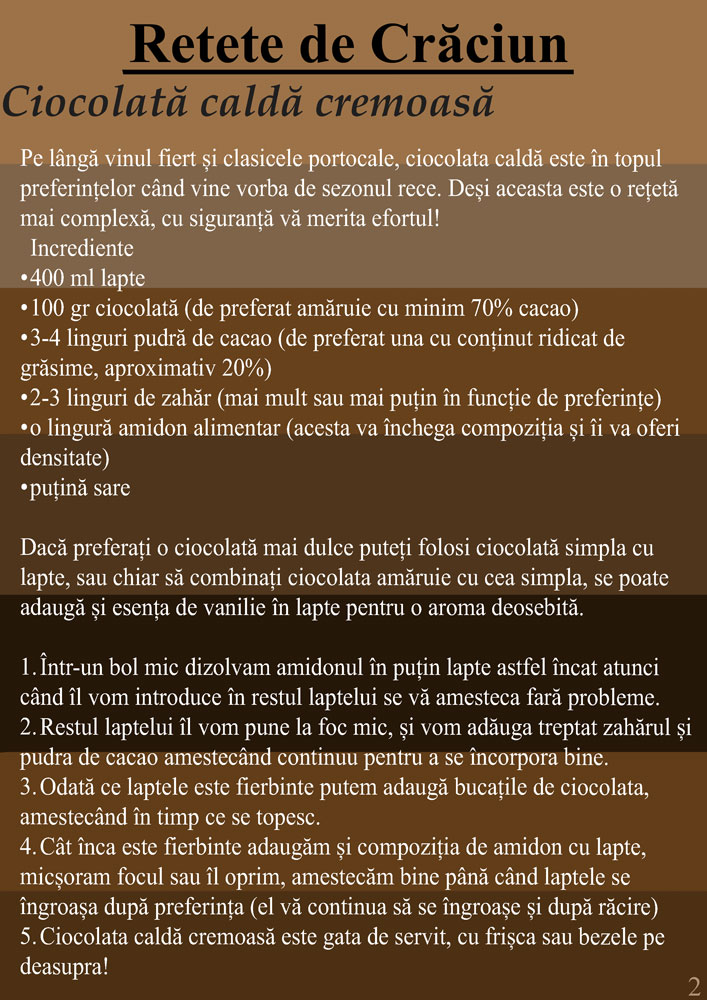 Retete de Crăciun
Ciocolată caldă cremoasă
Pe lângă vinul fiert și clasicele portocale, ciocolata caldă este în topul
preferințelor când vine vorba de sezonul rece. Deși aceasta este o rețetă
mai complexă, cu siguranță vă merita efortul!
Incrediente
•400 ml lapte
•100 gr ciocolată (de preferat amăruie cu minim 70% cacao)
•3-4 linguri pudră de cacao (de preferat una cu conținut ridicat de
grăsime, aproximativ 20%)
•2-3 linguri de zahăr (mai mult sau mai puțin în funcție de preferințe)
•o lingură amidon alimentar (acesta va închega compoziția și îi va oferi
densitate)
•puțină sare
Dacă preferați o ciocolată mai dulce puteți folosi ciocolată simpla cu
lapte, sau chiar să combinați ciocolata amăruie cu cea simpla, se poate
adaugă și esența de vanilie în lapte pentru o aroma deosebită.
1.Într-un bol mic dizolvam amidonul în puțin lapte astfel încat atunci
când îl vom introduce în restul laptelui se vă amesteca fară probleme.
2.Restul laptelui îl vom pune la foc mic, și vom adăuga treptat zahărul și
pudra de cacao amestecând continuu pentru a se încorpora bine.
3.Odată ce laptele este fierbinte putem adaugă bucațile de ciocolata,
amestecând în timp ce se topesc.
4.Cât înca este fierbinte adaugăm și compoziția de amidon cu lapte,
micșoram focul sau îl oprim, amestecăm bine până când laptele se
îngroașa după preferința (el vă continua să se îngroașe și după răcire)
5.Ciocolata caldă cremoasă este gata de servit, cu frișca sau bezele pe
deasupra!
2